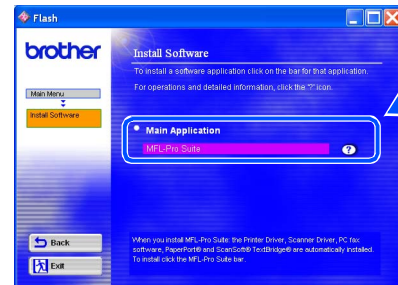 Flash
brother
Install Software
To install a software application click on the bar for that application.
For operations and detailed information, click the "?" icon.
Main Menu
Install Software
Main Application
MFL-Pro Suite
?
When you install MFL-Pro Suite: the Printer Driver, Scanner Driver, PC fax
software, PaperPort® and ScanSoft® TextBridge® are automatically installed.
To install click the MFL-Pro Suite bar.
Back
Exit